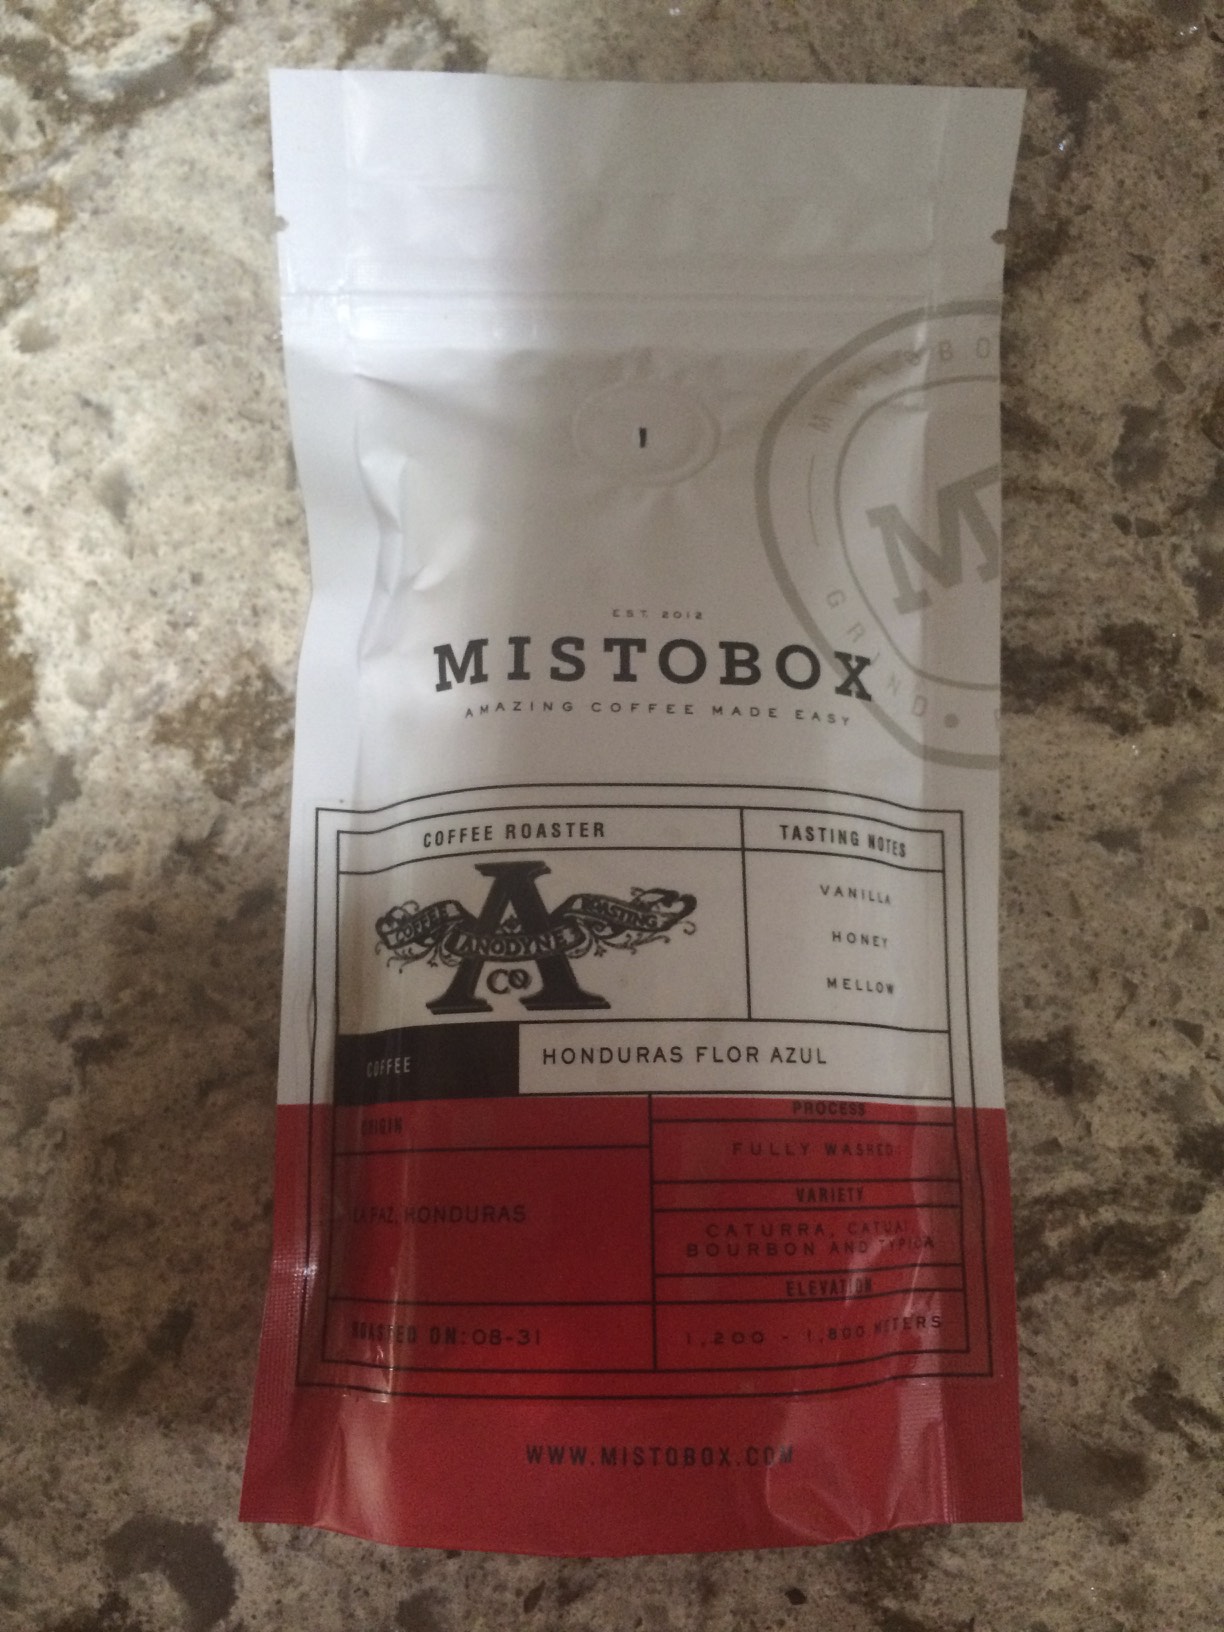 MISTOBO
M
GRIND
EST. 2012
MISTOBOX
AMAZING COFFEE MADE EASY
COFFEE ROASTER
TASTING NOTES
COFFEE ANODYNE ROASTING
CO
VANILLA
HONEY
MELLOW
COFFEE
HONDURAS FLOR AZUL
ORIGIN
LA PAZ, HONDURAS
PROCESS
FULLY WASHED
VARIETY
CATURRA, CATUAI,
BOURBON AND TYPICA
ELEVATION
1,200 - 1,800 METERS
ROASTED ON: 08-31
WWW.MISTOBOX.COM